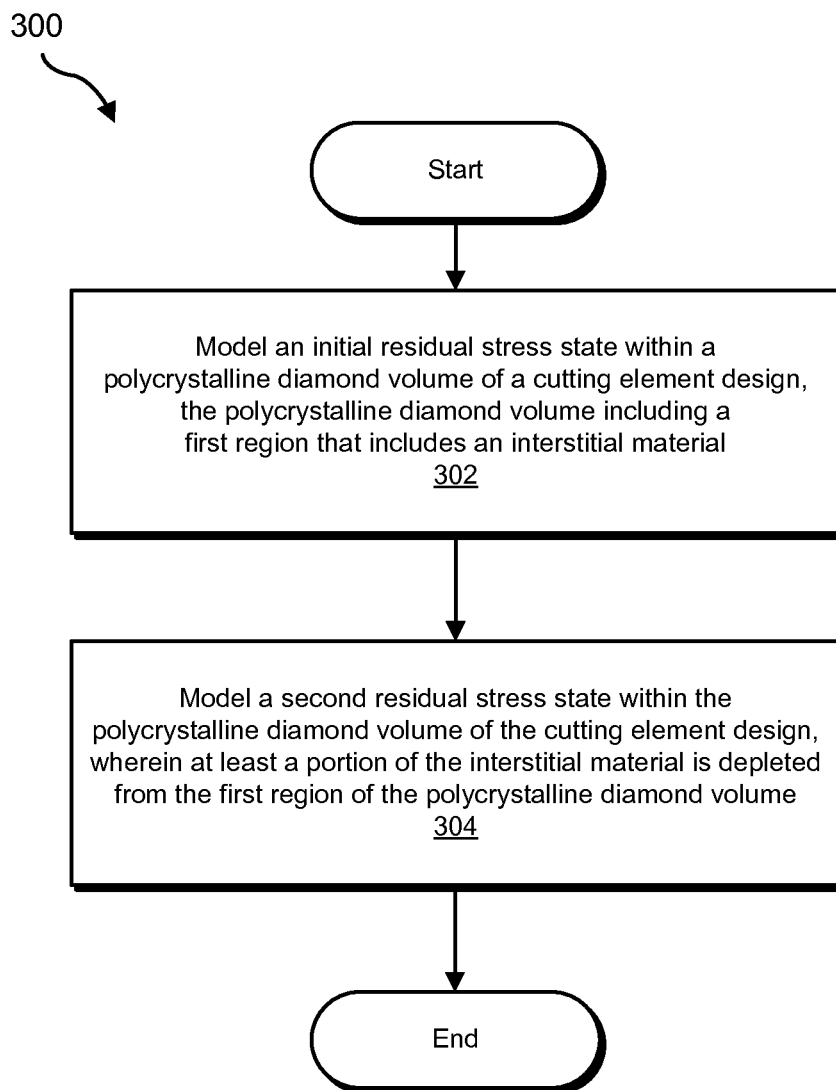 300
Start
Model an initial residual stress state within a
polycrystalline diamond volume of a cutting element design,
the polycrystalline diamond volume including a
first region that includes an interstitial material
302
Model a second residual stress state within the
polycrystalline diamond volume of the cutting element design,
wherein at least a portion of the interstitial material is depleted
from the first region of the polycrystalline diamond volume
304
End